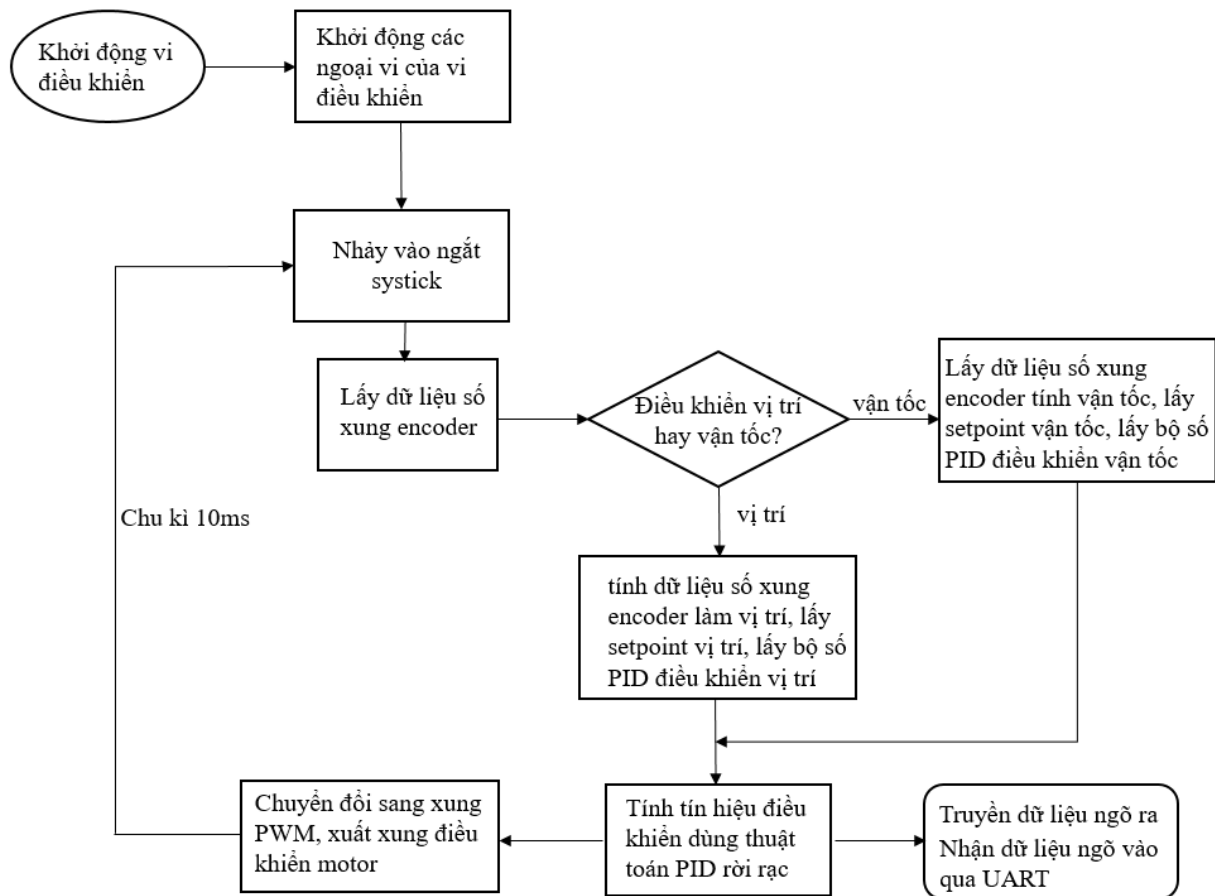 Khởi động vi
điều khiển
Khởi động các
ngoại vi của vi
điều khiển
Nhảy vào ngắt
systick
Lấy dữ liệu số
xung encoder
Điều khiển vị trí
hay vận tốc?
vận tốc
Lấy dữ liệu số xung
encoder tính vận tốc, lấy
setpoint vận tốc, lấy bộ số
PID điều khiển vận tốc
vị trí
Chu kì 10ms
tính dữ liệu số xung
encoder làm vị trí, lấy
setpoint vị trí, lấy bộ số
PID điều khiển vị trí
Chuyển đổi sang xung
PWM, xuất xung điều
khiển motor
Tính tín hiệu điều
khiển dùng thuật
toán PID rời rạc
Truyền dữ liệu ngõ ra
Nhận dữ liệu ngõ vào
qua UART